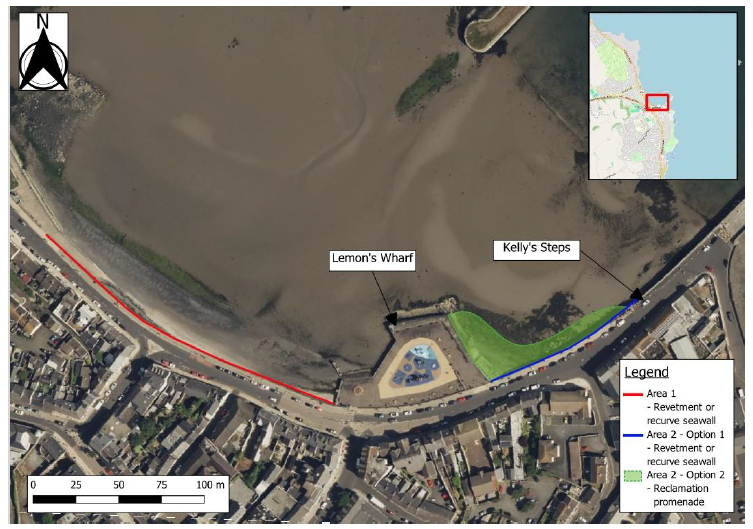 N
Lemon's Wharf
Kelly's Steps
Legend
Area 1
- Revetment or
recurve seawall
Area 2 - Option 1
- Revetment or
recurve seawall
Area 2 - Option 2
- Reclamation
promenade
0 25 50 75 100 m